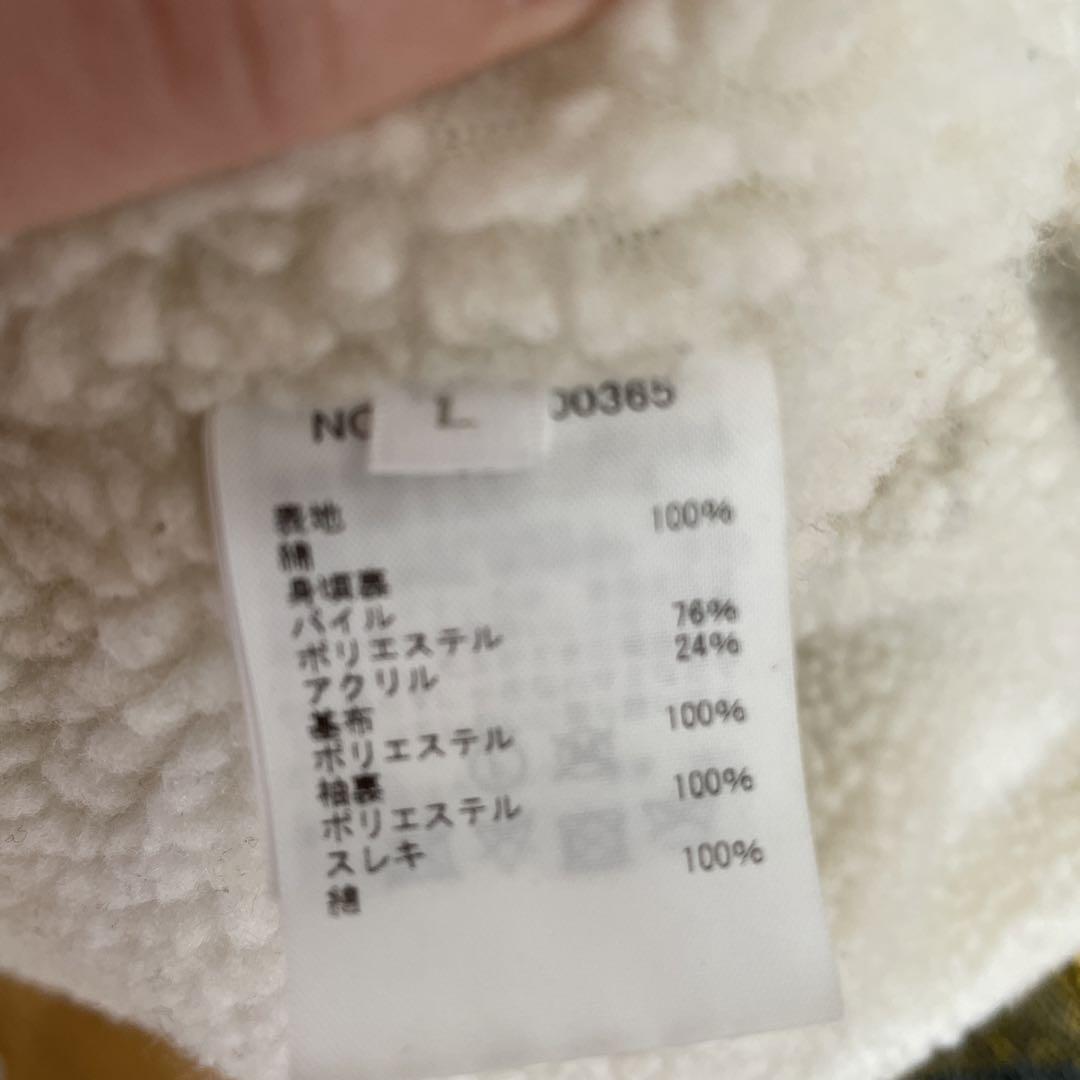 NO
L
00365
表地
綿 100%
身頃裏
パイル
ポリエステル 76%
アクリル 24%
基布
ポリエステル 100%
袖裏
ポリエステル 100%
スレキ
綿 100%